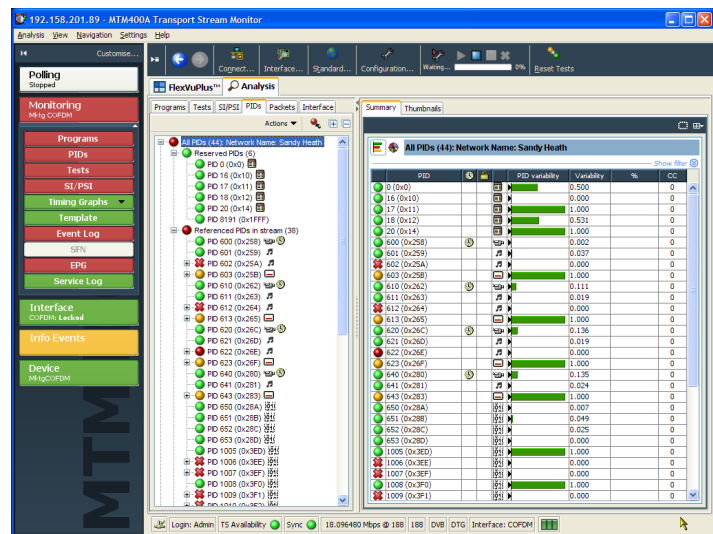 192.158.201.89 - MTM400A Transport Stream Monitor
Analysis View Navigation Settings Help
Customise...
Connect... Interface... Standard... Configuration... Waiting... 0% Reset Tests
Polling
Stopped
FlexVuPlus™ Analysis
Monitoring
Mktg COFDM
Programs
PIDs
Tests
SI/PSI
Timing Graphs
Template
Event Log
SFN
EPG
Service Log
Interface
COFDM: Locked
Info Events
Device
MktgCOFDM
MTM
Programs Tests SI/PSI PIDs Packets Interface
Actions
All PIDs (44): Network Name: Sandy Heath
Reserved PIDs (6)
PID 0 (0x0)
PID 16 (0x10)
PID 17 (0x11)
PID 18 (0x12)
PID 20 (0x14)
PID 8191 (0x1FFF)
Referenced PIDs in stream (38)
PID 600 (0x258)
PID 601 (0x259)
PID 602 (0x25A)
PID 603 (0x25B)
PID 610 (0x262)
PID 611 (0x263)
PID 612 (0x264)
PID 613 (0x265)
PID 620 (0x26C)
PID 621 (0x26D)
PID 622 (0x26E)
PID 623 (0x26F)
PID 640 (0x280)
PID 641 (0x281)
PID 643 (0x283)
PID 650 (0x28A)
PID 651 (0x28B)
PID 652 (0x28C)
PID 653 (0x28D)
PID 1005 (0x3ED)
PID 1006 (0x3EE)
PID 1007 (0x3EF)
PID 1008 (0x3F0)
PID 1009 (0x3F1)
PID 1010 (0x3F2)
Summary Thumbnails
All PIDs (44): Network Name: Sandy Heath
Show filter
PID PID variability Variability % CC
0 (0x0) 0.500 0
16 (0x10) 0.000 0
17 (0x11) 1.000 0
18 (0x12) 0.531 0
20 (0x14) 1.000 0
600 (0x258) 0.002 0
601 (0x259) 0.037 0
602 (0x25A) 0.000 0
603 (0x25B) 1.000 0
610 (0x262) 0.111 0
611 (0x263) 0.019 0
612 (0x264) 0.000 0
613 (0x265) 1.000 0
620 (0x26C) 0.136 0
621 (0x26D) 0.019 0
622 (0x26E) 0.000 0
623 (0x26F) 1.000 0
640 (0x280) 0.135 0
641 (0x281) 0.024 0
643 (0x283) 1.000 0
650 (0x28A) 0.007 0
651 (0x28B) 0.049 0
652 (0x28C) 0.025 0
653 (0x28D) 0.000 0
1005 (0x3ED) 1.000 0
1006 (0x3EE) 0.000 0
1007 (0x3EF) 0.000 0
1008 (0x3F0) 1.000 0
1009 (0x3F1) 0.000 0
Login: Admin TS Availability Sync 18.096480 Mbps @ 188 188 DVB DTG Interface: COFDM